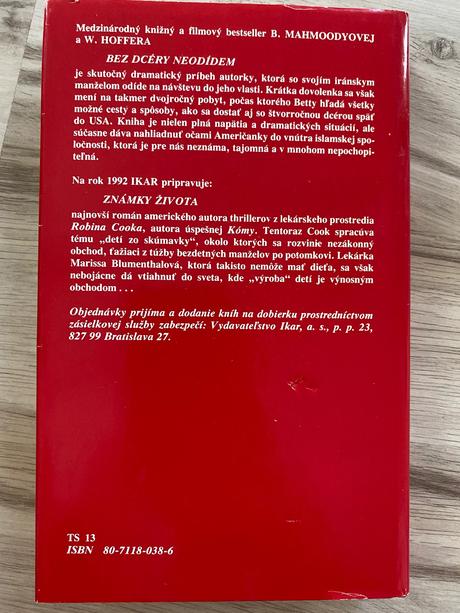 Medzinárodný knižný a filmový bestseller B. MAHMOODYOVEJ
a W. HOFFERA
BEZ DCÉRY NEODÍDEM
je skutočný dramatický príbeh autorky, ktorá so svojím iránskym
manželom odíde na návštevu do jeho vlasti. Krátka dovolenka sa však
mení na takmer dvojročný pobyt, počas ktorého Betty hľadá všetky
možné cesty a spôsoby, ako sa dostať aj so štvorročnou dcérou späť
do USA. Kniha je nielen plná napätia a dramatických situácií, ale
súčasne dáva nahliadnuť očami Američanky do vnútra islamskej spo-
ločnosti, ktorá je pre nás neznáma, tajomná a v mnohom nepochopi-
teľná.
Na rok 1992 IKAR pripravuje:
ZNÁMKY ŽIVOTA
najnovší román amerického autora thrillerov z lekárskeho prostredia
Robina Cooka, autora úspešnej Kómy. Tentoraz Cook spracúva
tému „detí zo skúmavky", okolo ktorých sa rozvinie nezákonný
obchod, ťažiaci z túžby bezdetných manželov po potomkovi. Lekárka
Marissa Blumenthalová, ktorá takisto nemôže mať dieťa, sa však
nebojácne dá vtiahnuť do sveta, kde „výroba" detí je výnosným
obchodom . . .
Objednávky prijíma a dodanie kníh na dobierku prostredníctvom
zásielkovej služby zabezpečí: Vydavateľstvo Ikar, a. s., p. p. 23,
827 99 Bratislava 27.
TS 13
ISBN 80-7118-038-6